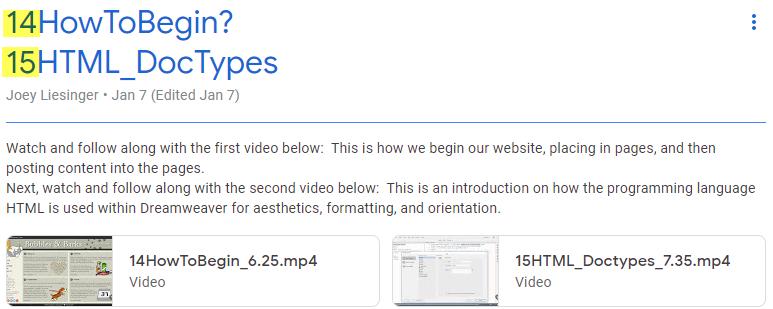 14HowToBegin?
15HTML_DocTypes
Joey Liesinger • Jan 7 (Edited Jan 7)
Watch and follow along with the first video below:  This is how we begin our website, placing in pages, and then
posting content into the pages.
Next, watch and follow along with the second video below:  This is an introduction on how the programming language
HTML is used within Dreamweaver for aesthetics, formatting, and orientation.
Bubbles & Barks
14HowToBegin_6.25.mp4
Video
15HTML_Doctypes_7.35.mp4
Video